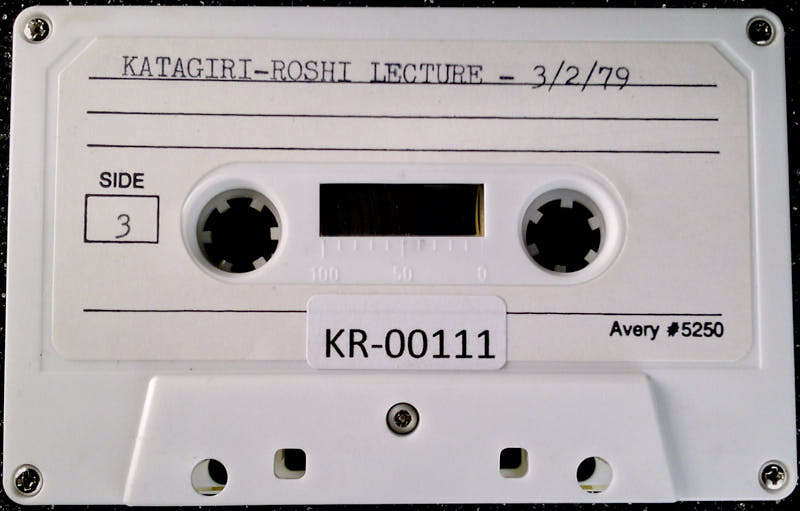 KATAGIRI-ROSHI LECTURE - 3/2/79
SIDE
3
100 50 0
Avery #5250
KR-00111